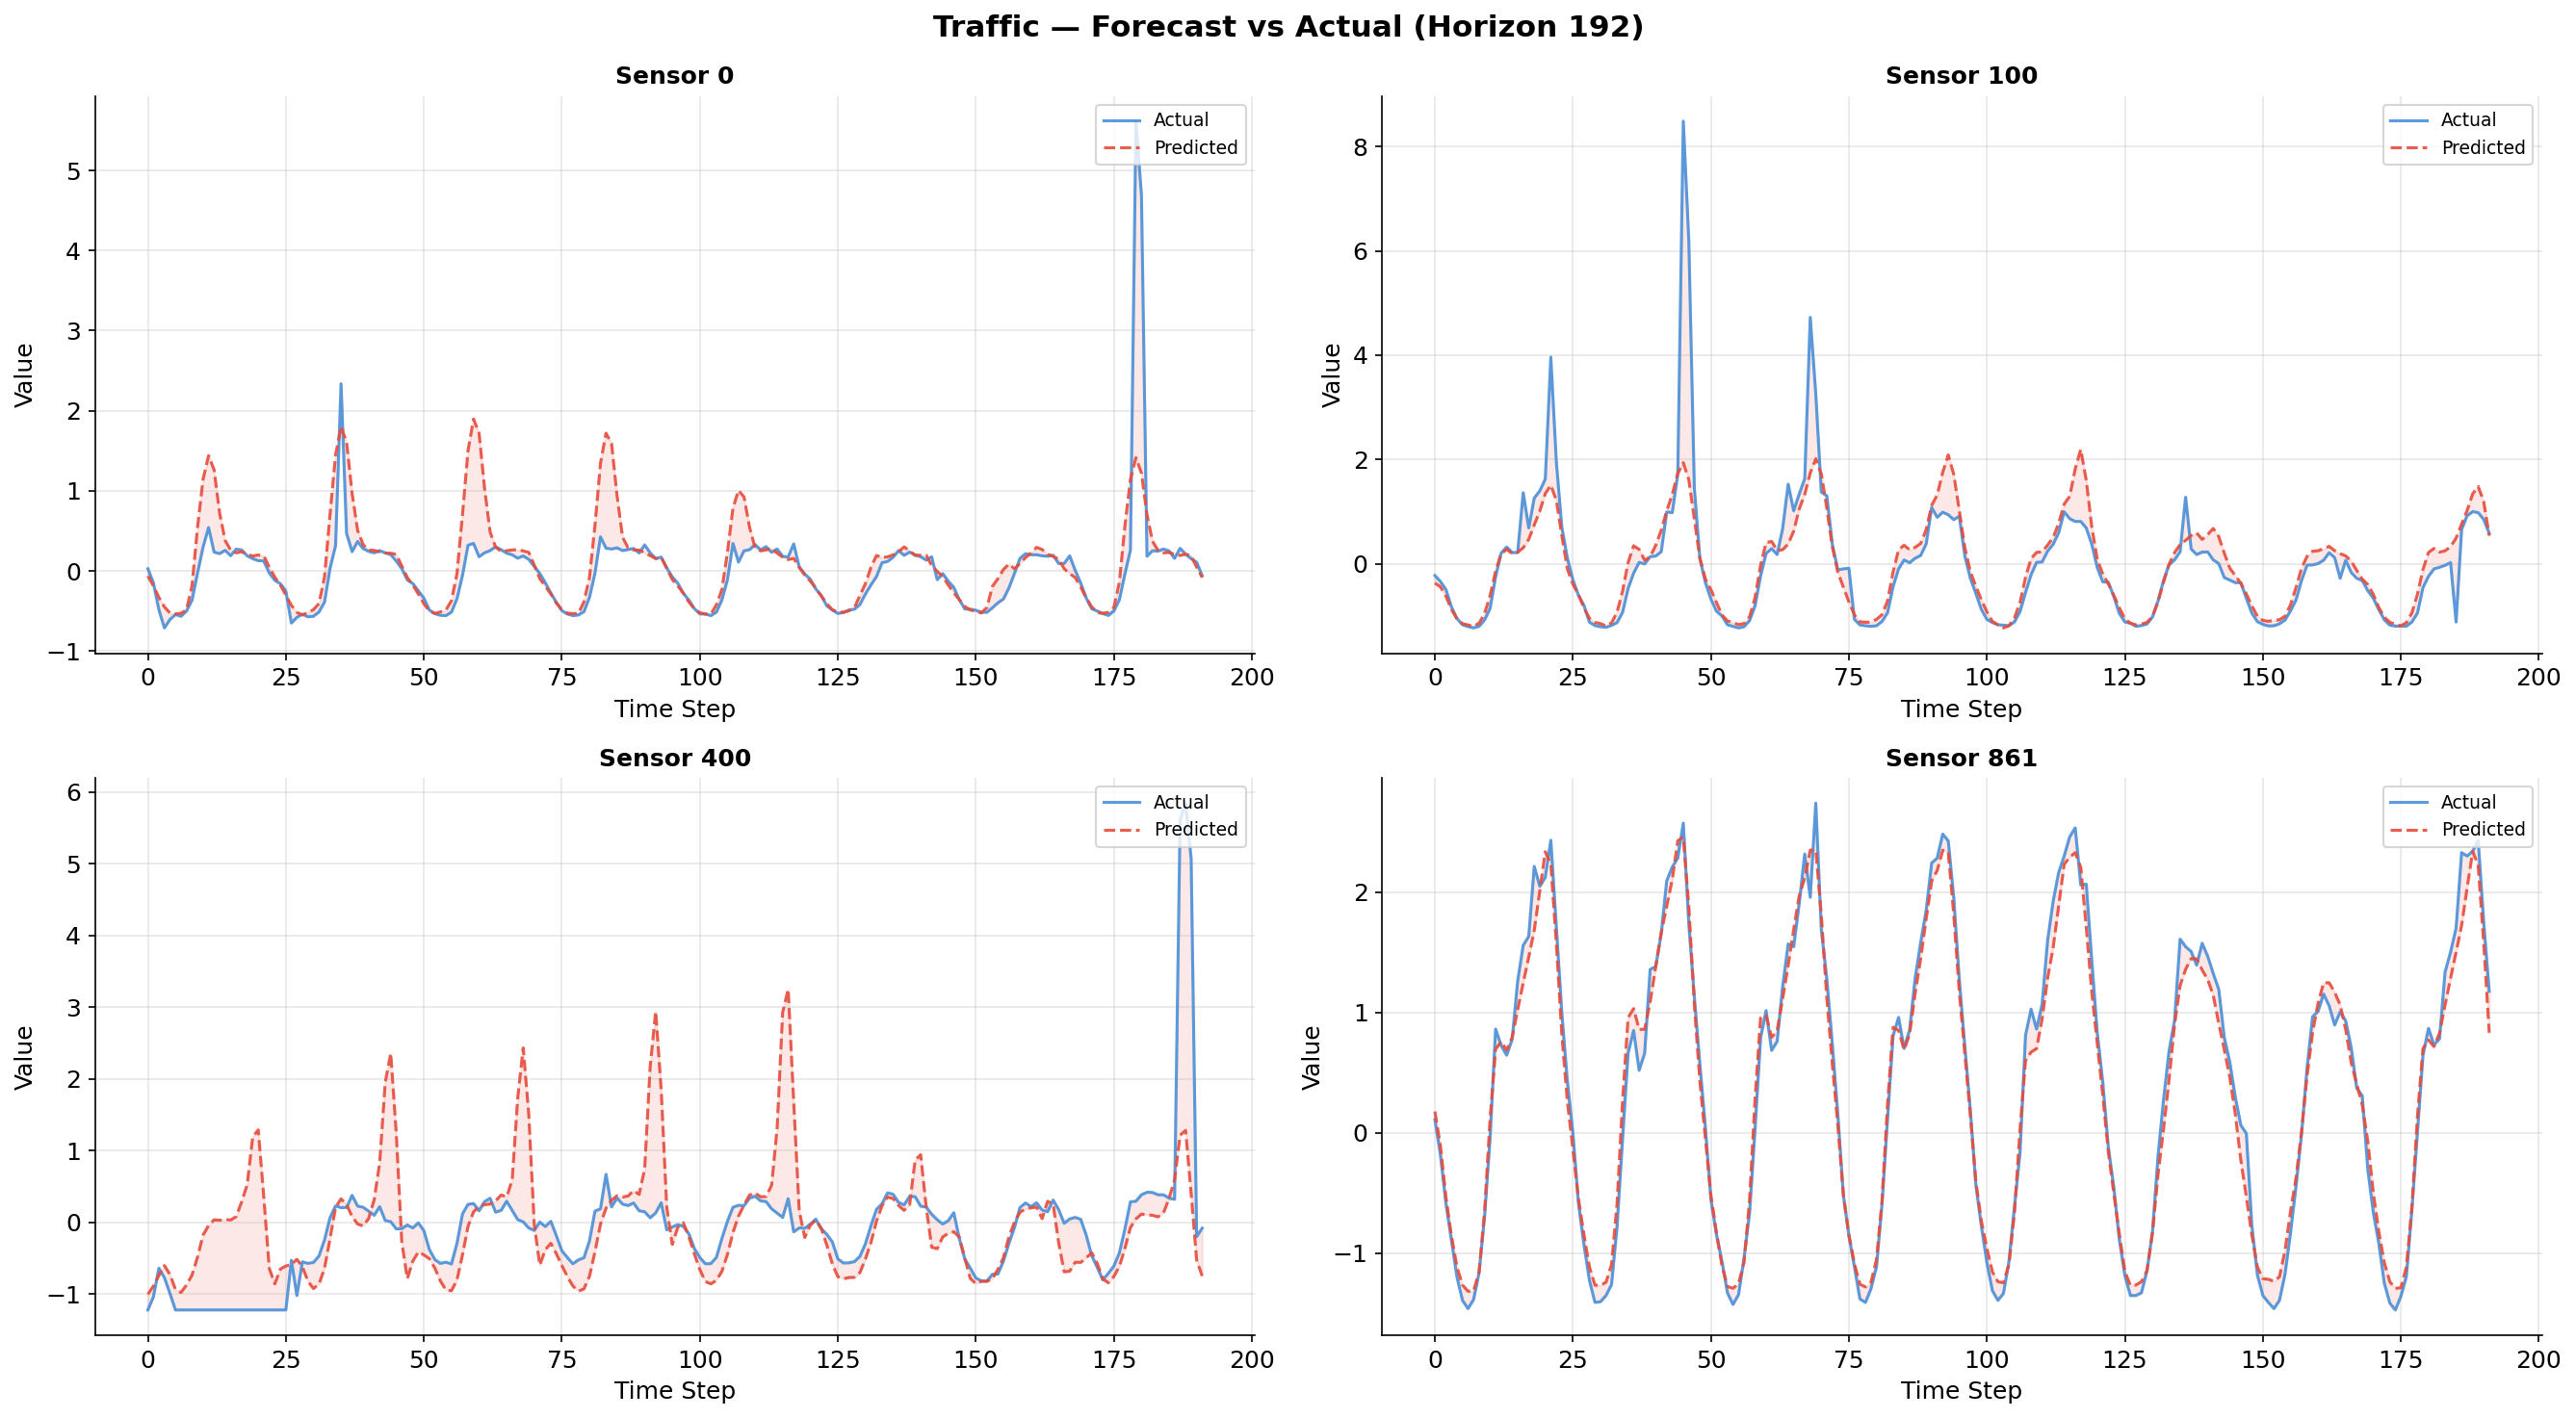 Traffic — Forecast vs Actual (Horizon 192)
Sensor 0
Actual
Predicted
5
4
3
2
1
0
−1
Value
0 25 50 75 100 125 150 175 200
Time Step
Sensor 100
Actual
Predicted
8
6
4
2
0
Value
0 25 50 75 100 125 150 175 200
Time Step
Sensor 400
Actual
Predicted
6
5
4
3
2
1
0
−1
Value
0 25 50 75 100 125 150 175 200
Time Step
Sensor 861
Actual
Predicted
2
1
0
−1
Value
0 25 50 75 100 125 150 175 200
Time Step